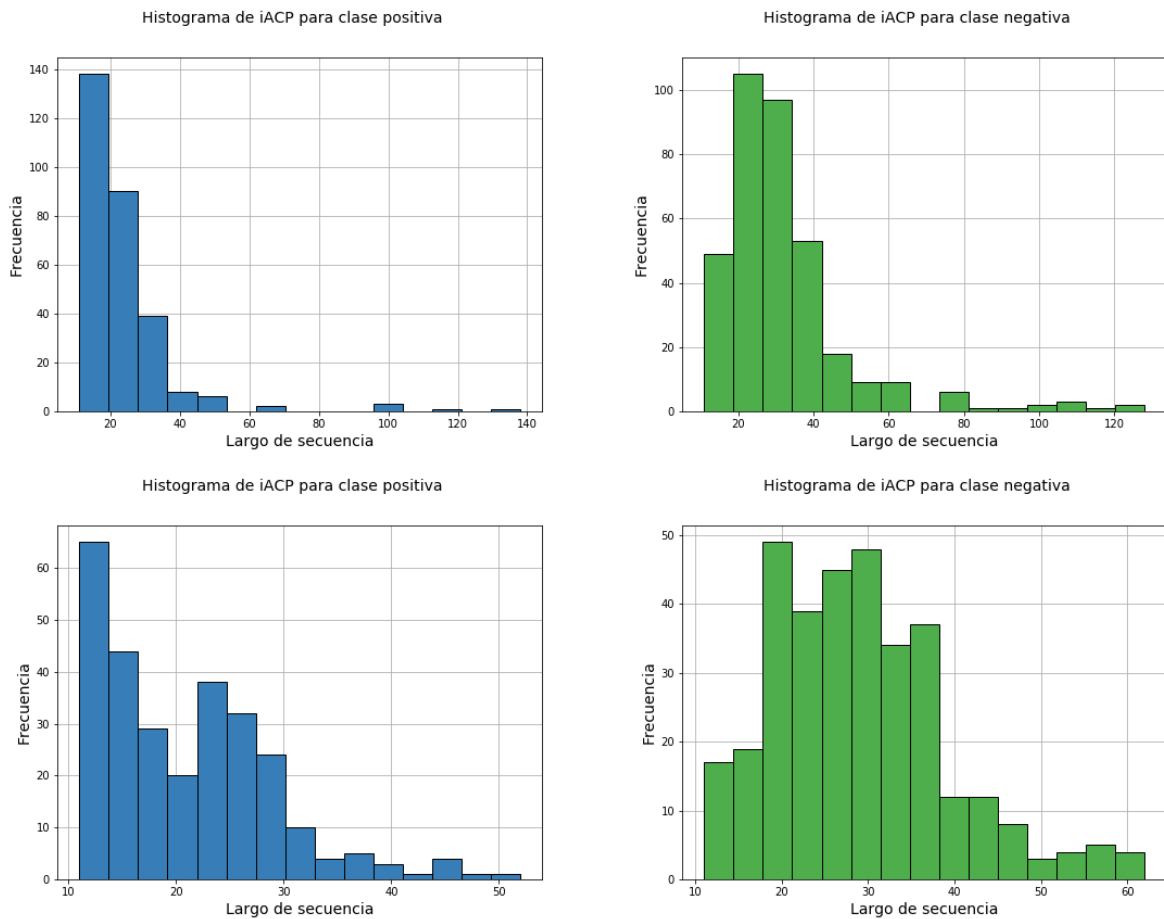 Histograma de iACP para clase positiva
140
120
100
80
60
40
20
0
Frecuencia
20 40 60 80 100 120 140
Largo de secuencia
Histograma de iACP para clase negativa
100
80
60
40
20
0
Frecuencia
20 40 60 80 100 120
Largo de secuencia
Histograma de iACP para clase positiva
60
50
40
30
20
10
0
Frecuencia
10 20 30 40 50
Largo de secuencia
Histograma de iACP para clase negativa
50
40
30
20
10
0
Frecuencia
10 20 30 40 50 60
Largo de secuencia